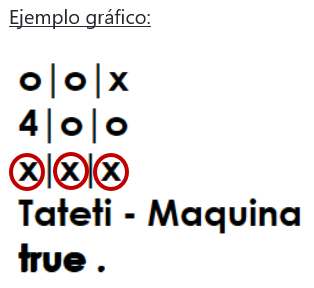 Ejemplo gráfico:
o|o|x
4|o|o
x|x|x
Tateti - Maquina
true .